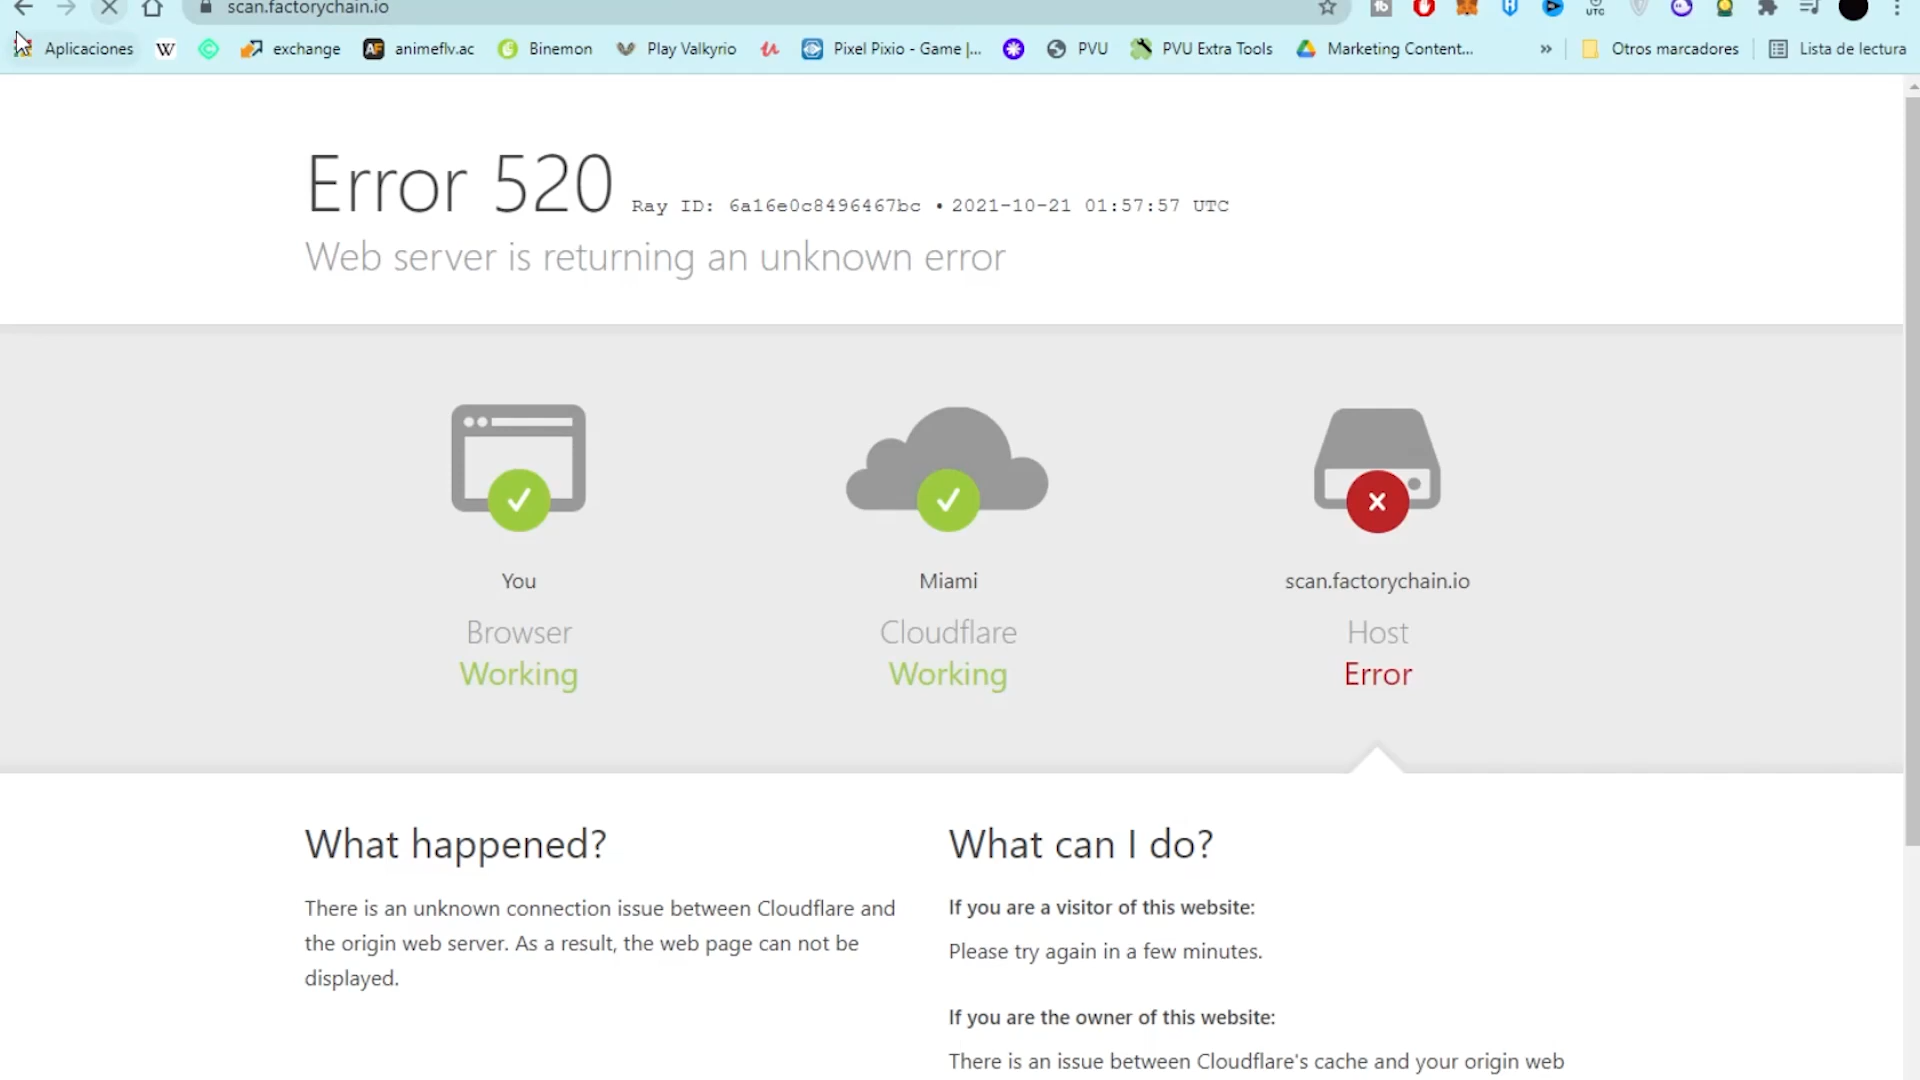 scan.factorychain.io
UTC
Aplicaciones W exchange AF animeflv.ac Binemon Play Valkyrio Pixel Pixio - Game |... PVU PVU Extra Tools Marketing Content... » Otros marcadores Lista de lectura
Error 520 Ray ID: 6a16e0c8496467bc • 2021-10-21 01:57:57 UTC
Web server is returning an unknown error
You
Browser
Working
Miami
Cloudflare
Working
scan.factorychain.io
Host
Error
What happened?
There is an unknown connection issue between Cloudflare and
the origin web server. As a result, the web page can not be
displayed.
What can I do?
If you are a visitor of this website:
Please try again in a few minutes.
If you are the owner of this website:
There is an issue between Cloudflare's cache and your origin web